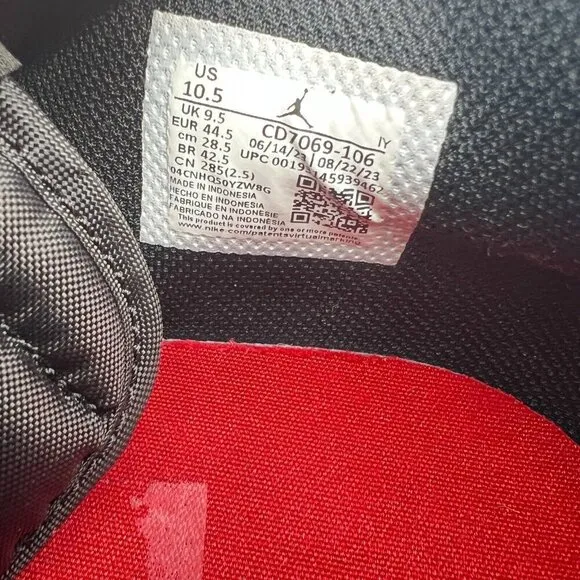 US
10.5
UK 9.5
EUR 44.5
cm 28.5
BR 42.5
CN 285(2.5)
CD7069-106 IY
06/14/23 08/22/23
UPC
04CNHQS0YZW8G
MADE IN INDONESIA
HECHO EN INDONESIA
FABRIQUE EN INDONESIE
FABRICADO NA INDONÉSIA
This product is covered by one or more patents.
www.nike.com/patentsvirtualmarking